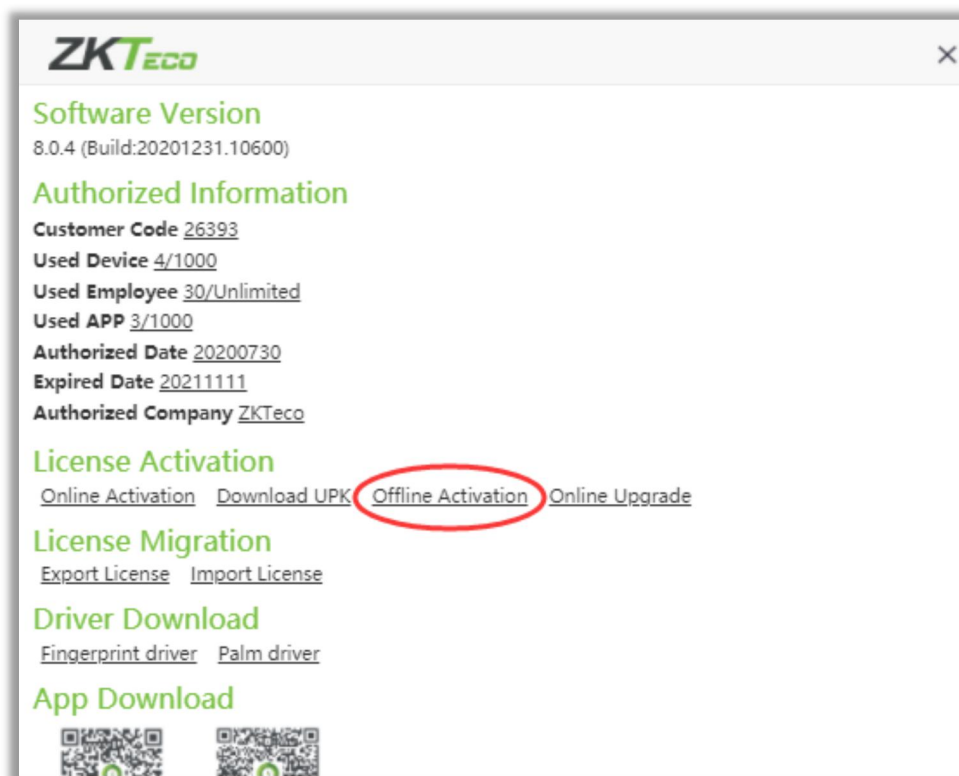 ZKTeco
Software Version
8.0.4 (Build:20201231.10600)
Authorized Information
Customer Code 26393
Used Device 4/1000
Used Employee 30/Unlimited
Used APP 3/1000
Authorized Date 20200730
Expired Date 20211111
Authorized Company ZKTeco
License Activation
Online Activation Download UPK Offline Activation Online Upgrade
License Migration
Export License Import License
Driver Download
Fingerprint driver Palm driver
App Download